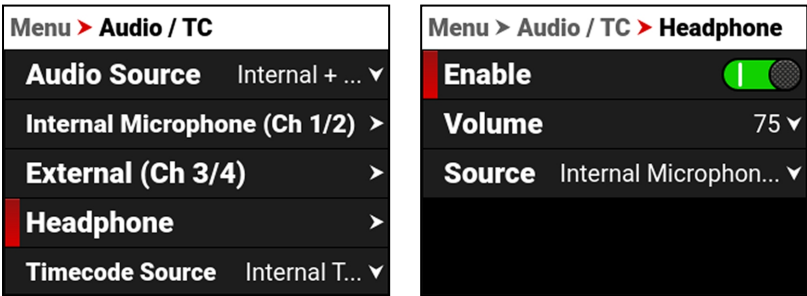 Menu ➤ Audio / TC
Audio Source Internal + ...
Internal Microphone (Ch 1/2)
External (Ch 3/4)
Headphone
Timecode Source Internal T...
Menu ➤ Audio / TC ➤ Headphone
Enable
Volume 75
Source Internal Microphon...